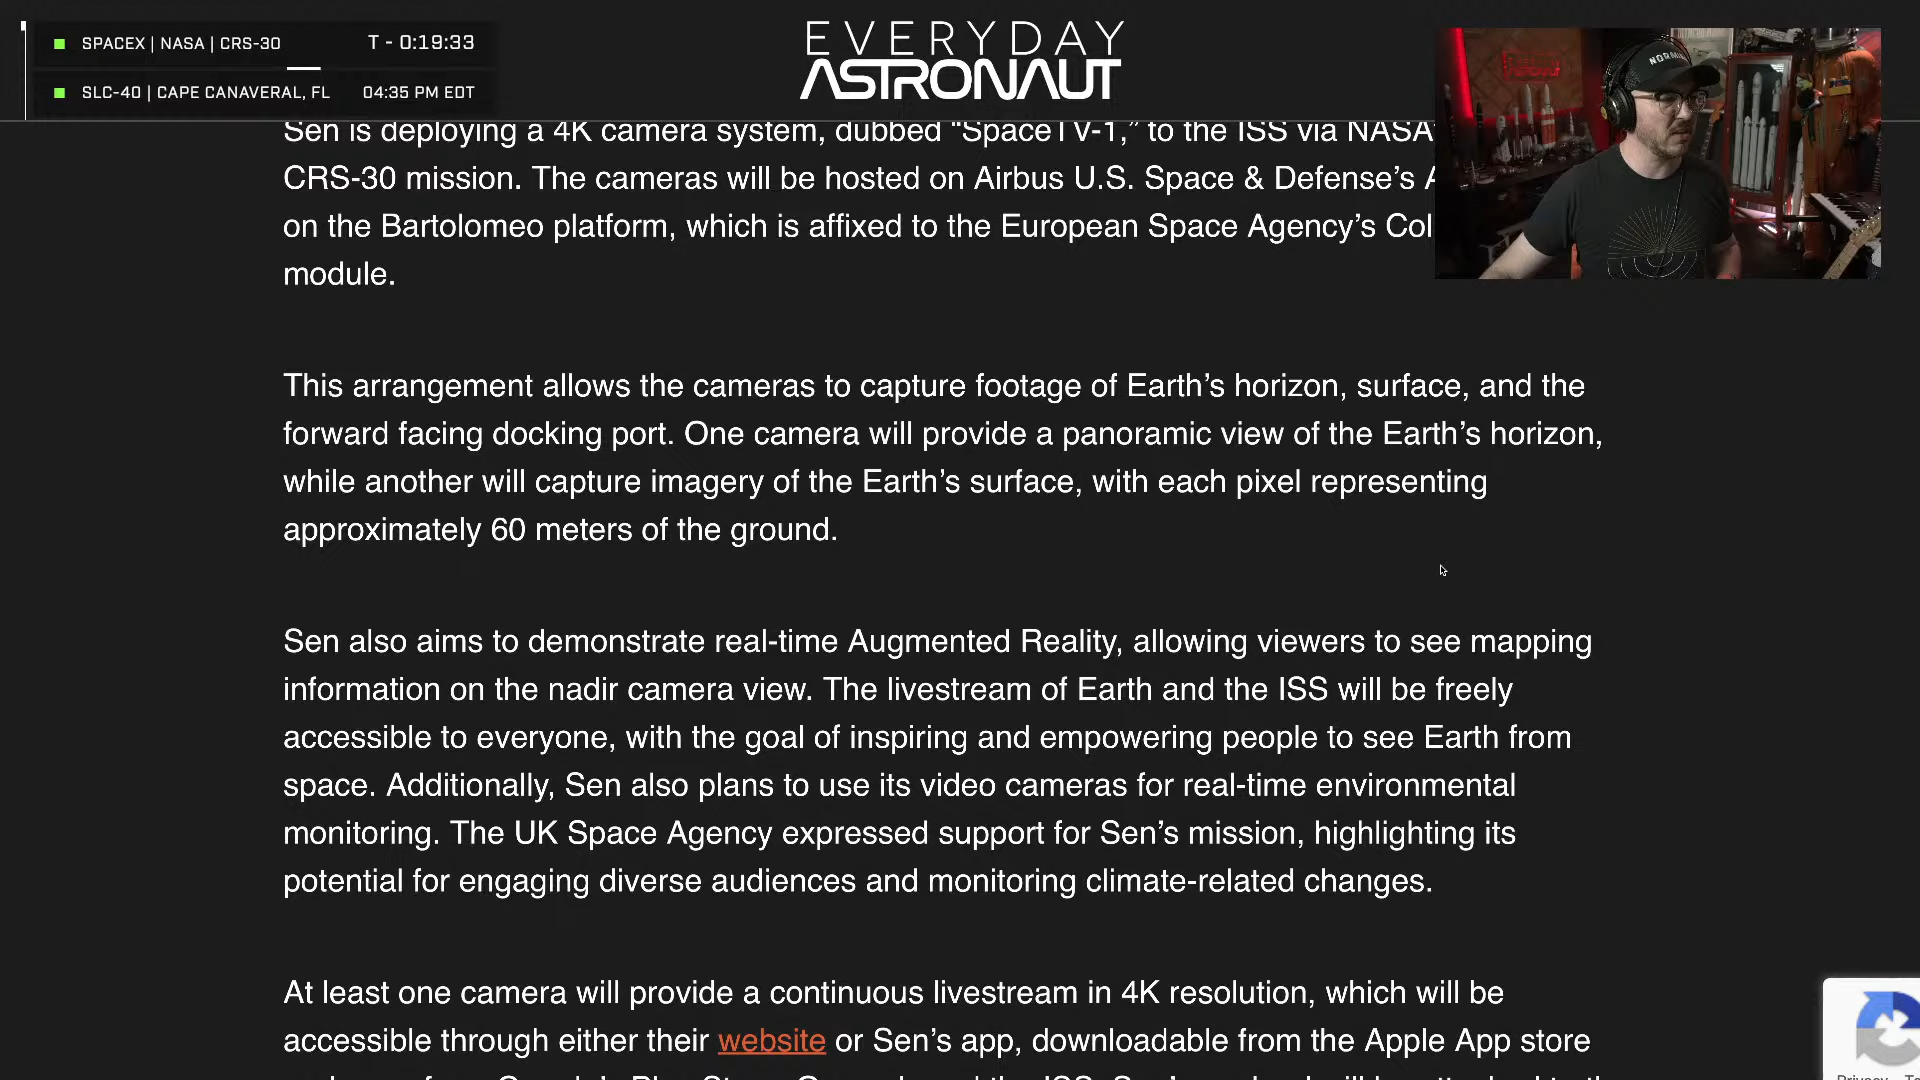 SPACEX | NASA | CRS-30 T - 0:19:33
SLC-40 | CAPE CANAVERAL, FL 04:35 PM EDT
EVERYDAY
ASTRONAUT
Sen is deploying a 4K camera system, dubbed “SpaceTV-1,” to the ISS via NASA
CRS-30 mission. The cameras will be hosted on Airbus U.S. Space & Defense’s A
on the Bartolomeo platform, which is affixed to the European Space Agency’s Col
module.
This arrangement allows the cameras to capture footage of Earth’s horizon, surface, and the
forward facing docking port. One camera will provide a panoramic view of the Earth’s horizon,
while another will capture imagery of the Earth’s surface, with each pixel representing
approximately 60 meters of the ground.
Sen also aims to demonstrate real-time Augmented Reality, allowing viewers to see mapping
information on the nadir camera view. The livestream of Earth and the ISS will be freely
accessible to everyone, with the goal of inspiring and empowering people to see Earth from
space. Additionally, Sen also plans to use its video cameras for real-time environmental
monitoring. The UK Space Agency expressed support for Sen’s mission, highlighting its
potential for engaging diverse audiences and monitoring climate-related changes.
At least one camera will provide a continuous livestream in 4K resolution, which will be
accessible through either their website or Sen’s app, downloadable from the Apple App store